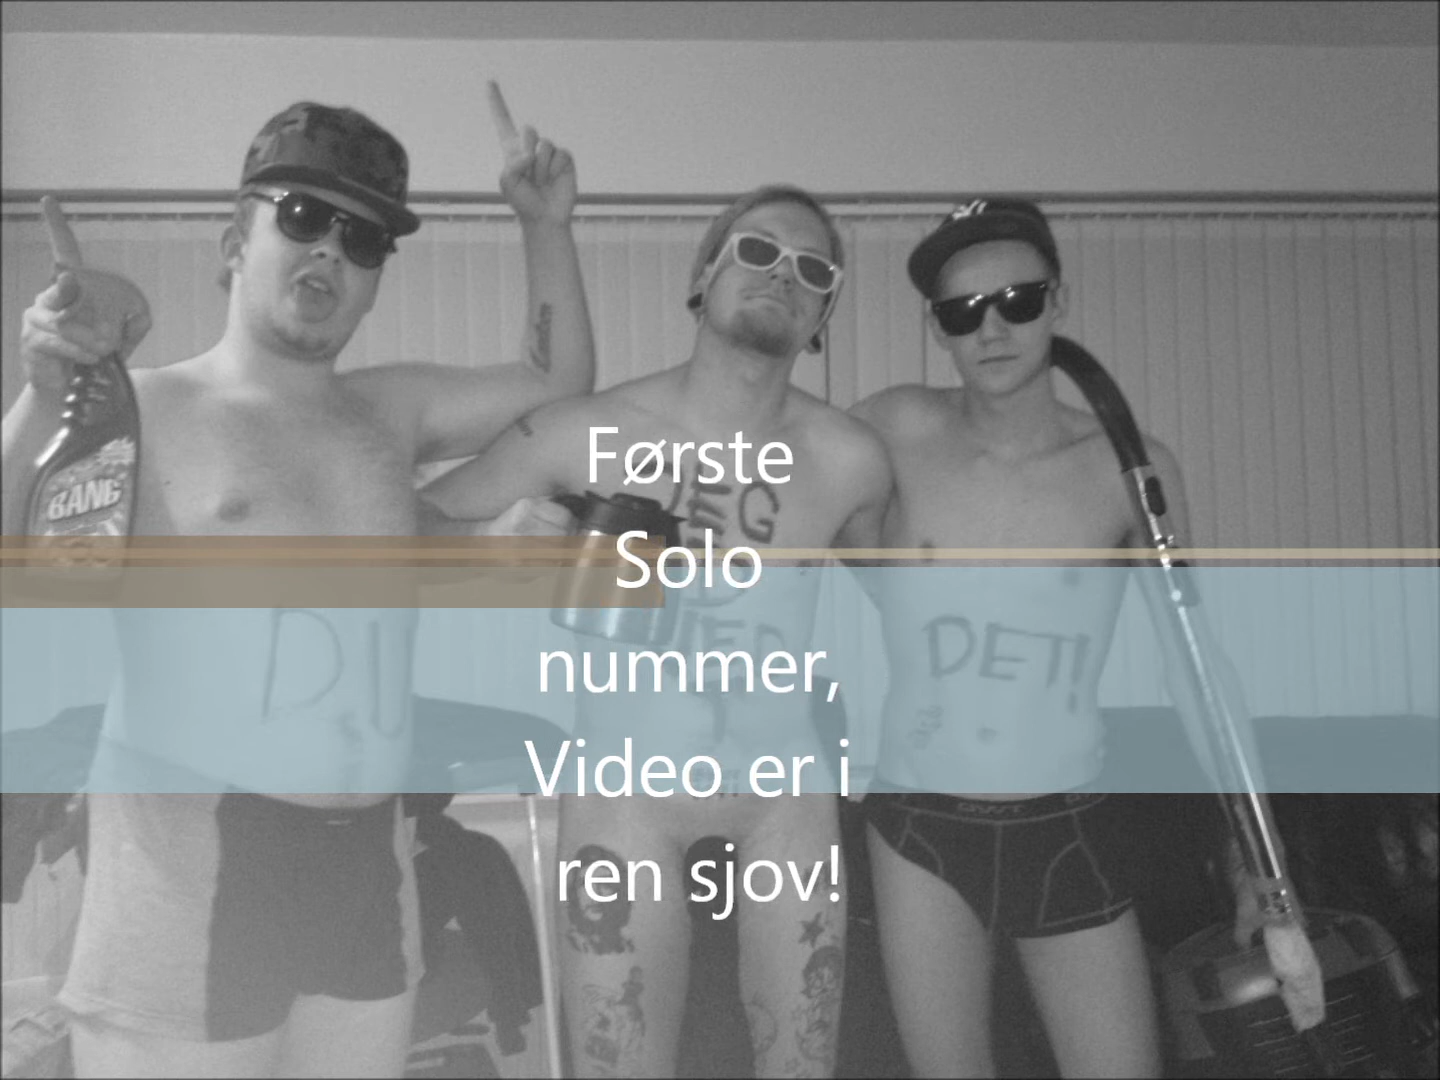 Første
Solo
nummer,
Video er i
ren sjov!
BANG
DU
DET!